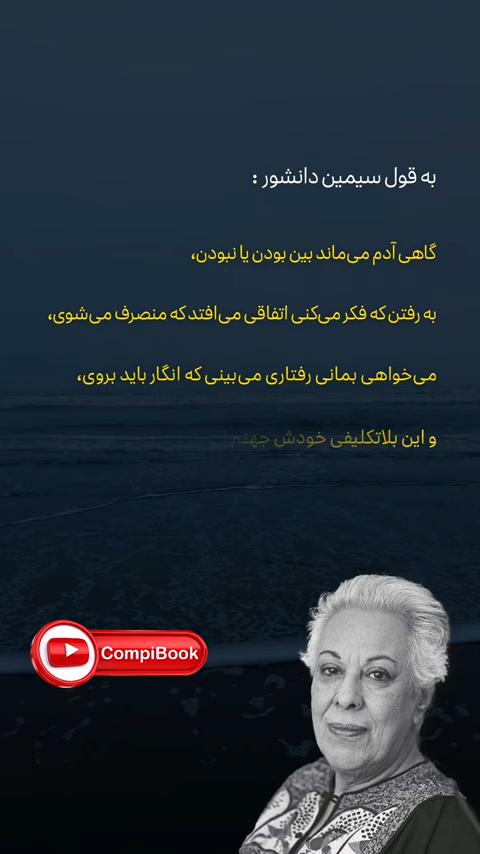 به قول سیمین دانشور :
گاهی آدم می‌ماند بین بودن یا نبودن،
به رفتن که فکر می‌کنی اتفاقی می‌افتد که منصرف می‌شوی،
می‌خواهی بمانی رفتاری می‌بینی که انگار باید بروی،
و این بلاتکلیفی خودش جهنم
CompiBook